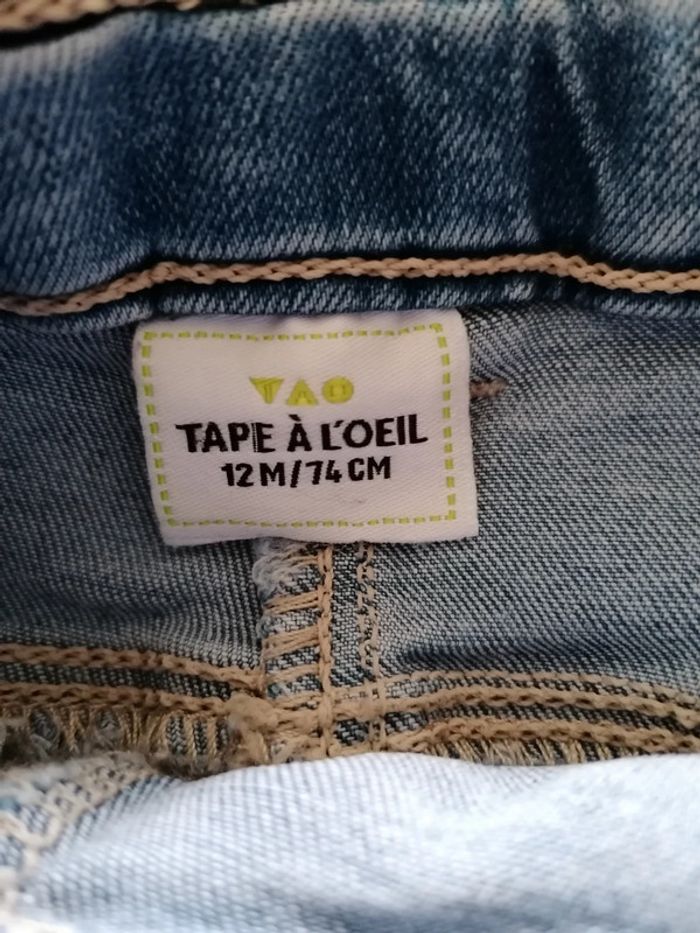 TAO
TAPE À L'OEIL
12 M/74 CM